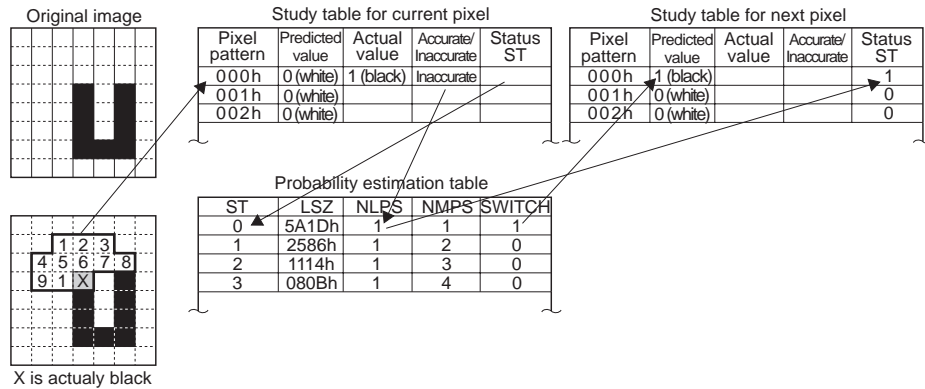 Original image
Study table for current pixel
Pixel pattern Predicted value Actual value Accurate/ Inaccurate Status ST
000h 0 (white) 1 (black) Inaccurate
001h 0 (white)
002h 0 (white)
Study table for next pixel
Pixel pattern Predicted value Actual value Accurate/ Inaccurate Status ST
000h 1 (black) 1
001h 0 (white) 0
002h 0 (white) 0
Probability estimation table
ST LSZ NLPS NMPS SWITCH
0 5A1Dh 1 1 1
1 2586h 1 2 0
2 1114h 1 3 0
3 080Bh 1 4 0
1 2 3
4 5 6 7 8
9 1 X
X is actualy black